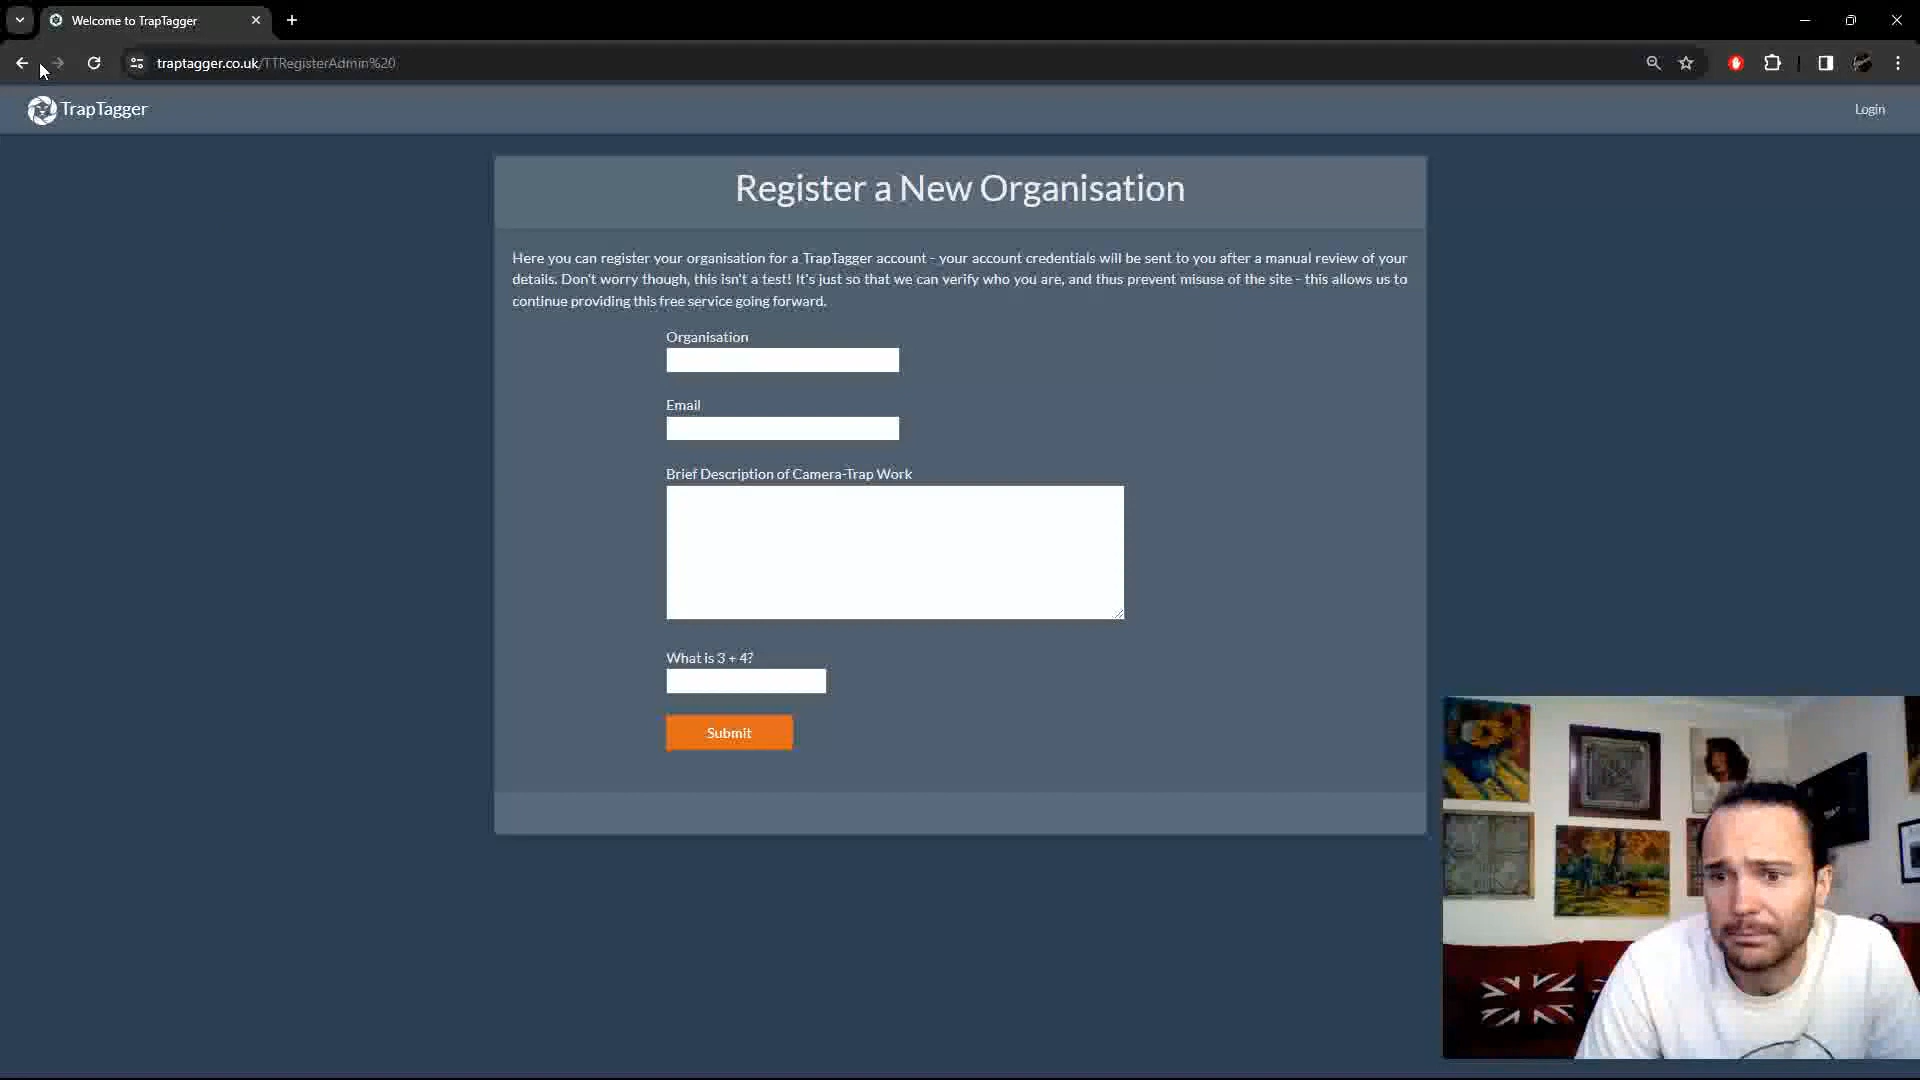 Welcome to TrapTagger
traptagger.co.uk/TTRegisterAdmin%20
TrapTagger
Login
Register a New Organisation
Here you can register your organisation for a TrapTagger account - your account credentials will be sent to you after a manual review of your
details. Don't worry though, this isn't a test! It's just so that we can verify who you are, and thus prevent misuse of the site - this allows us to
continue providing this free service going forward.
Organisation
Email
Brief Description of Camera-Trap Work
What is 3 + 4?
Submit